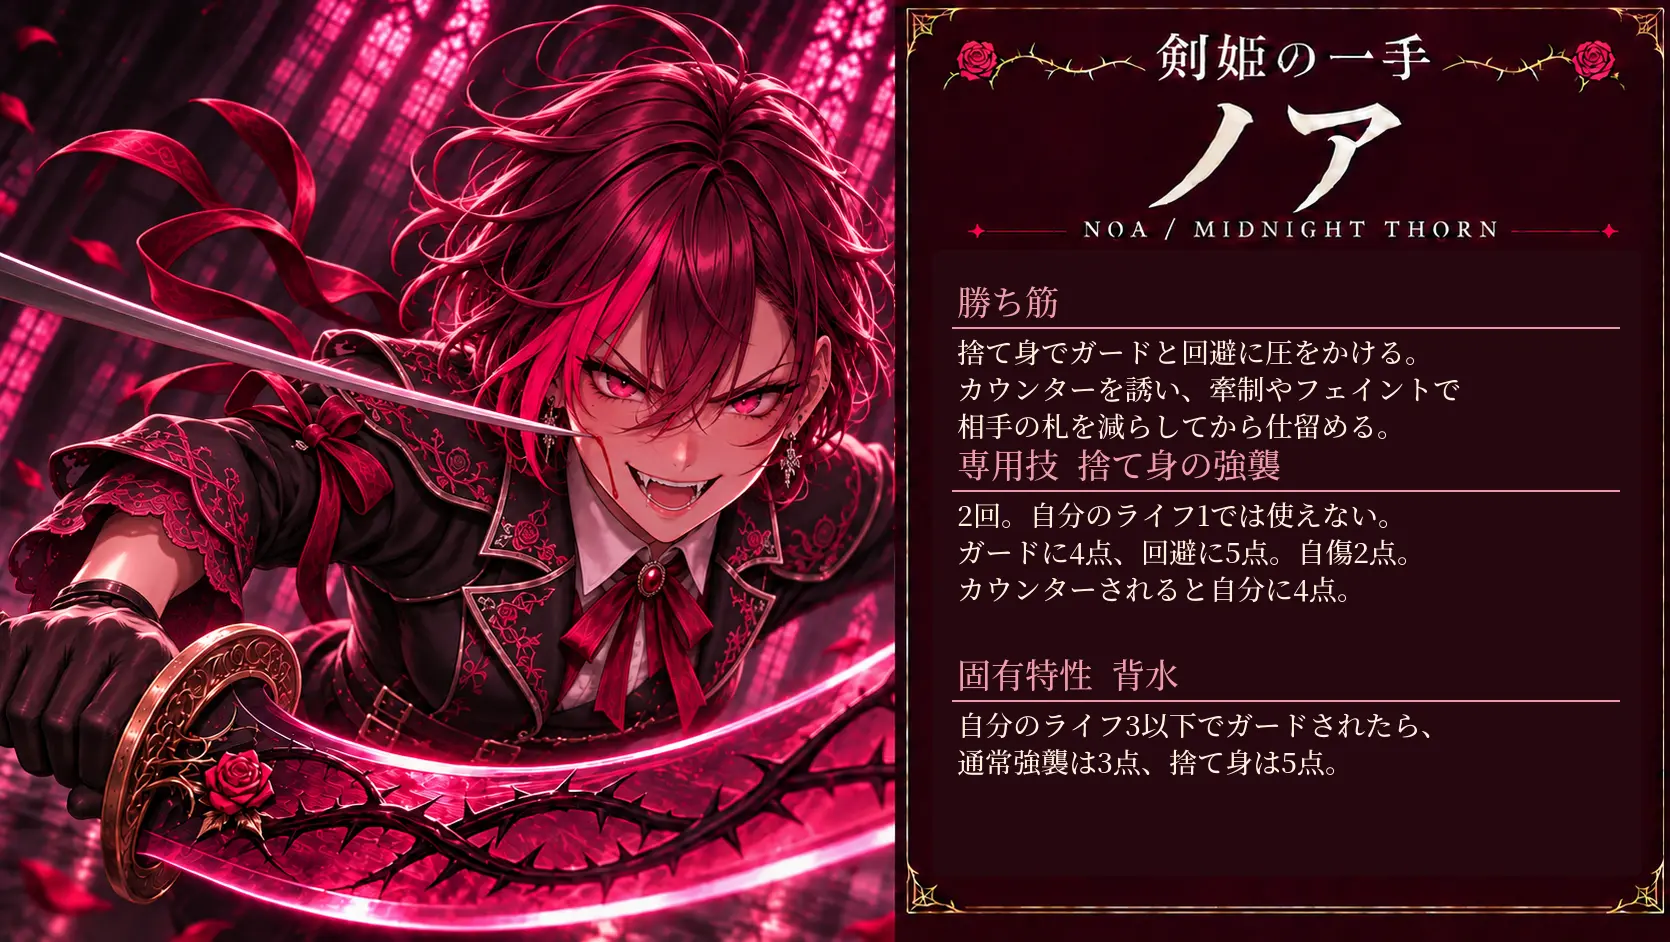 剣姫の一手
ノア
NOA / MIDNIGHT THORN
勝ち筋
捨て身でガードと回避に圧をかける。
カウンターを誘い、牽制やフェイントで
相手の札を減らしてから仕留める。
専用技 捨て身の強襲
2回。自分のライフ1では使えない。
ガードに4点、回避に5点。自傷2点。
カウンターされると自分に4点。
固有特性 背水
自分のライフ3以下でガードされたら、
通常強襲は3点、捨て身は5点。